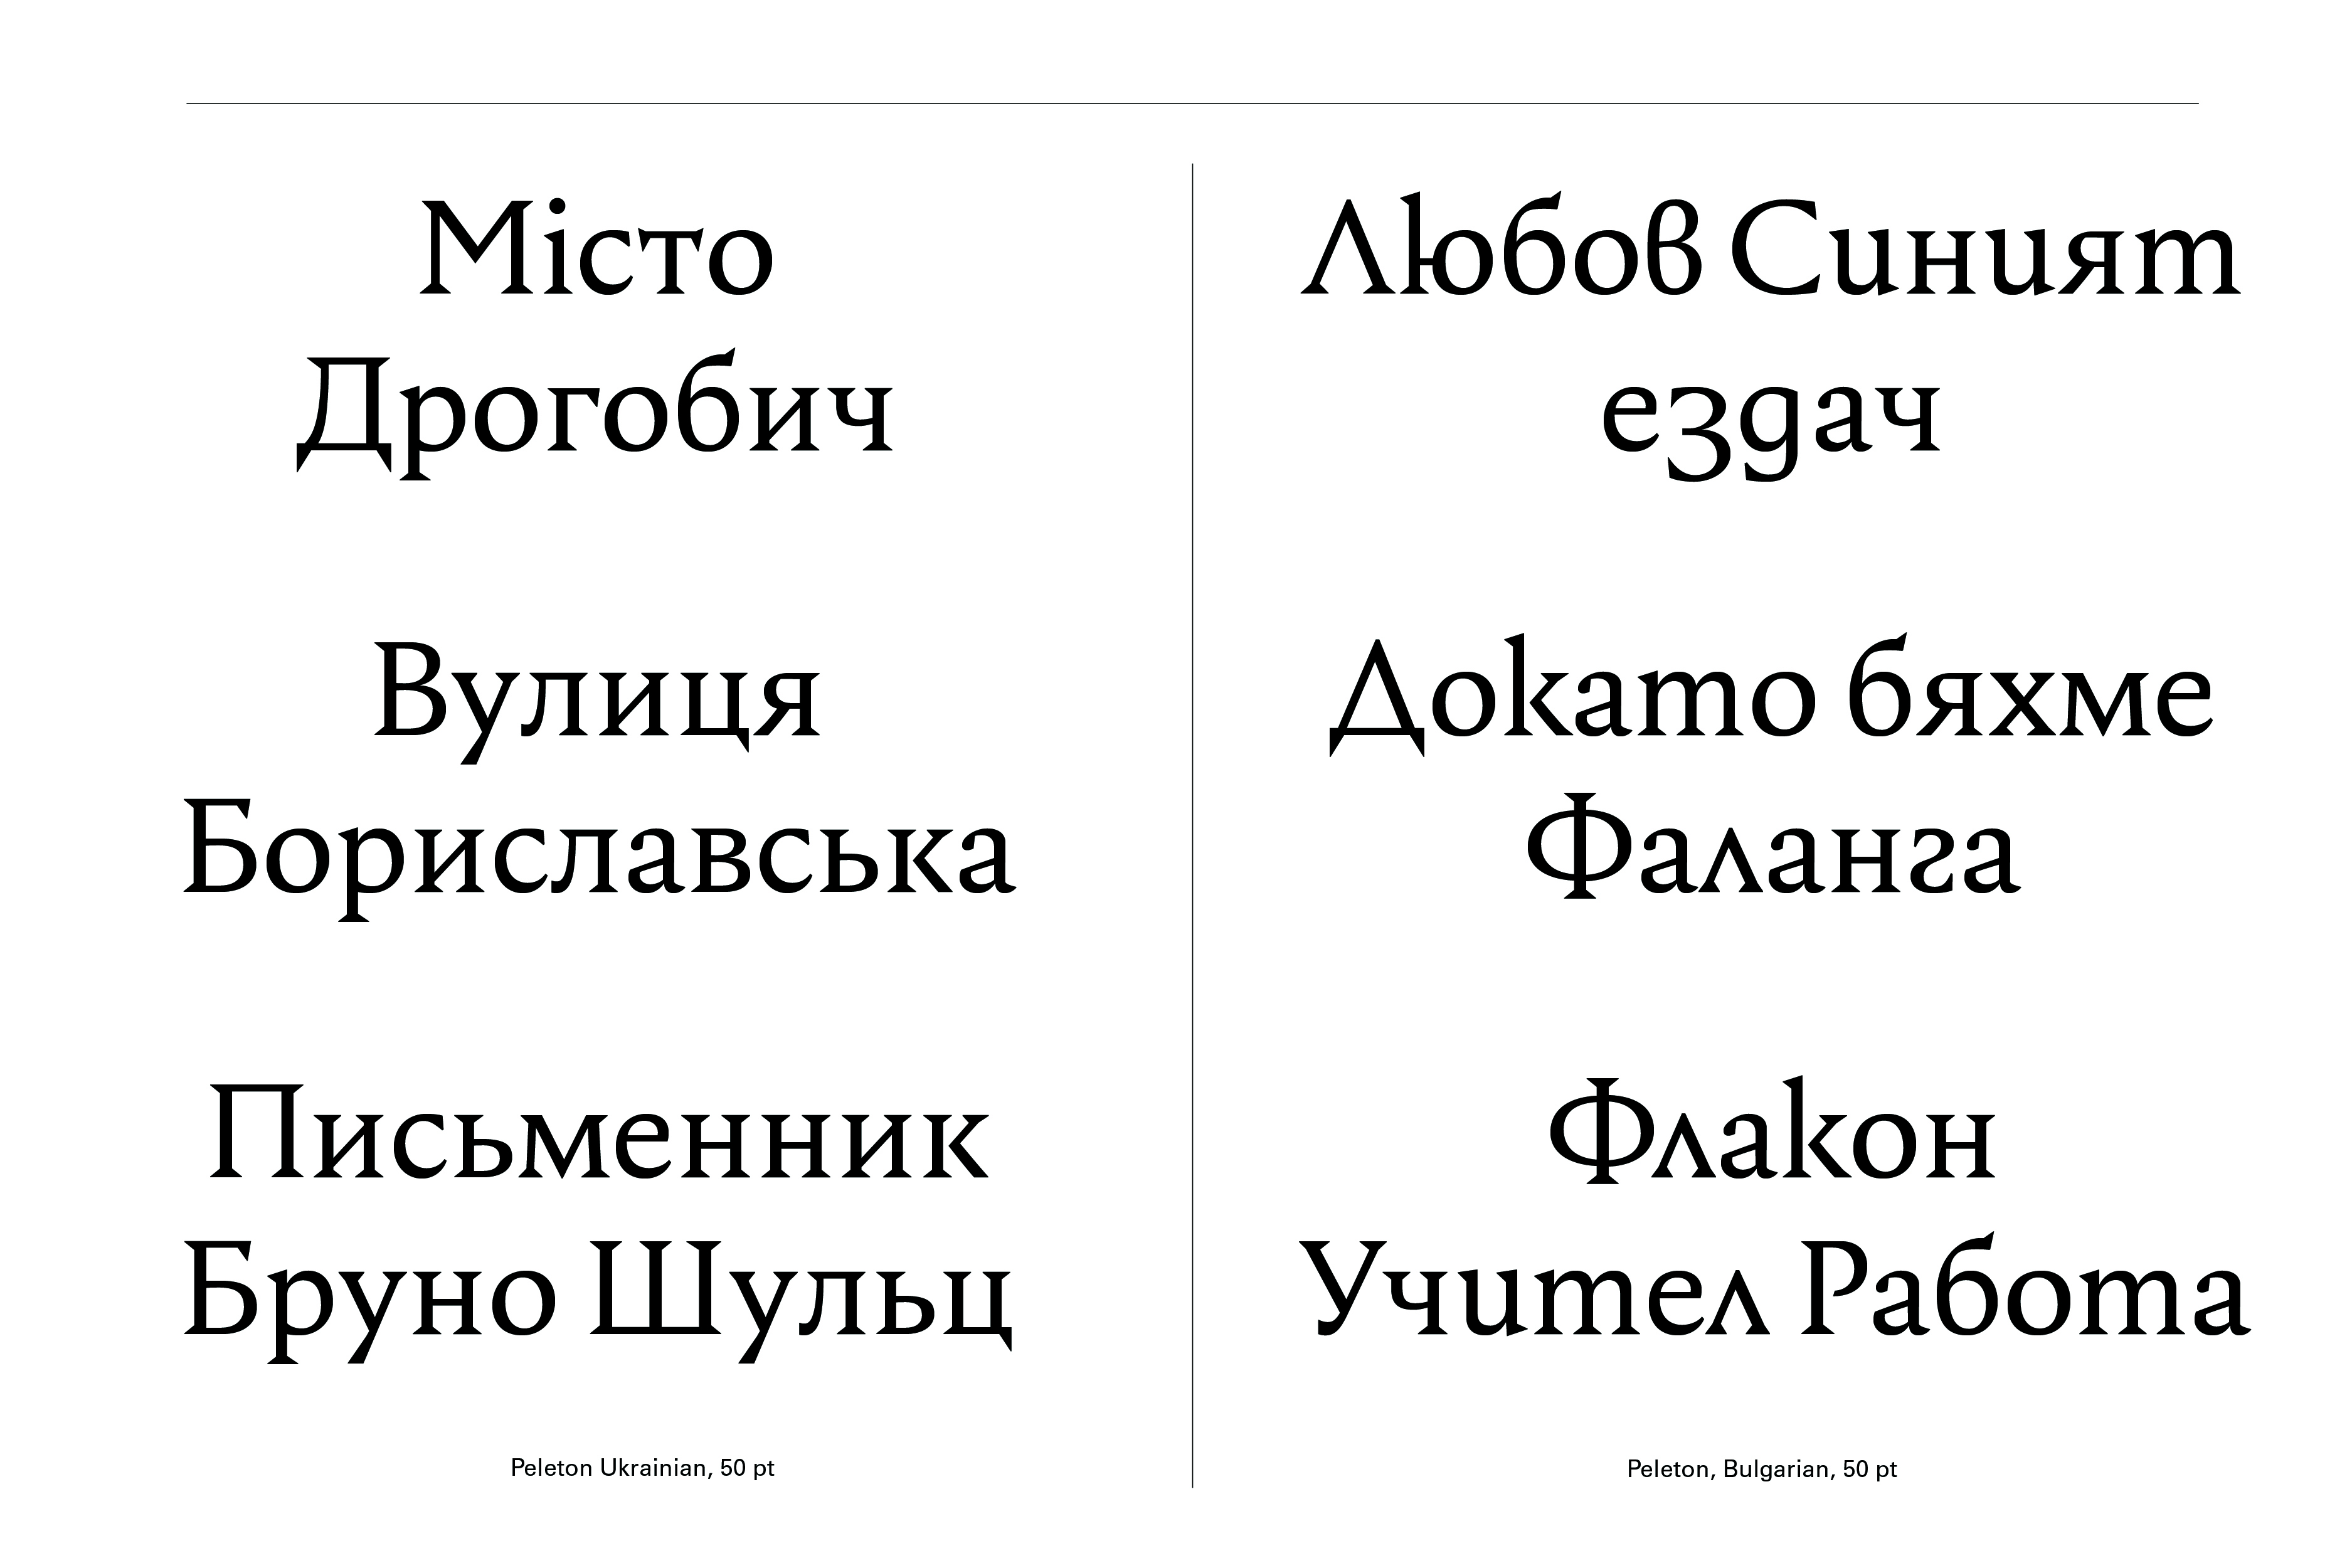 Місто
Дрогобич
Вулиця
Бориславська
Письменник
Бруно Шульц
Peleton Ukrainian, 50 pt
Любов Синият
ездач
Докато бяхме
Фаланга
Флакон
Учител Работа
Peleton, Bulgarian, 50 pt